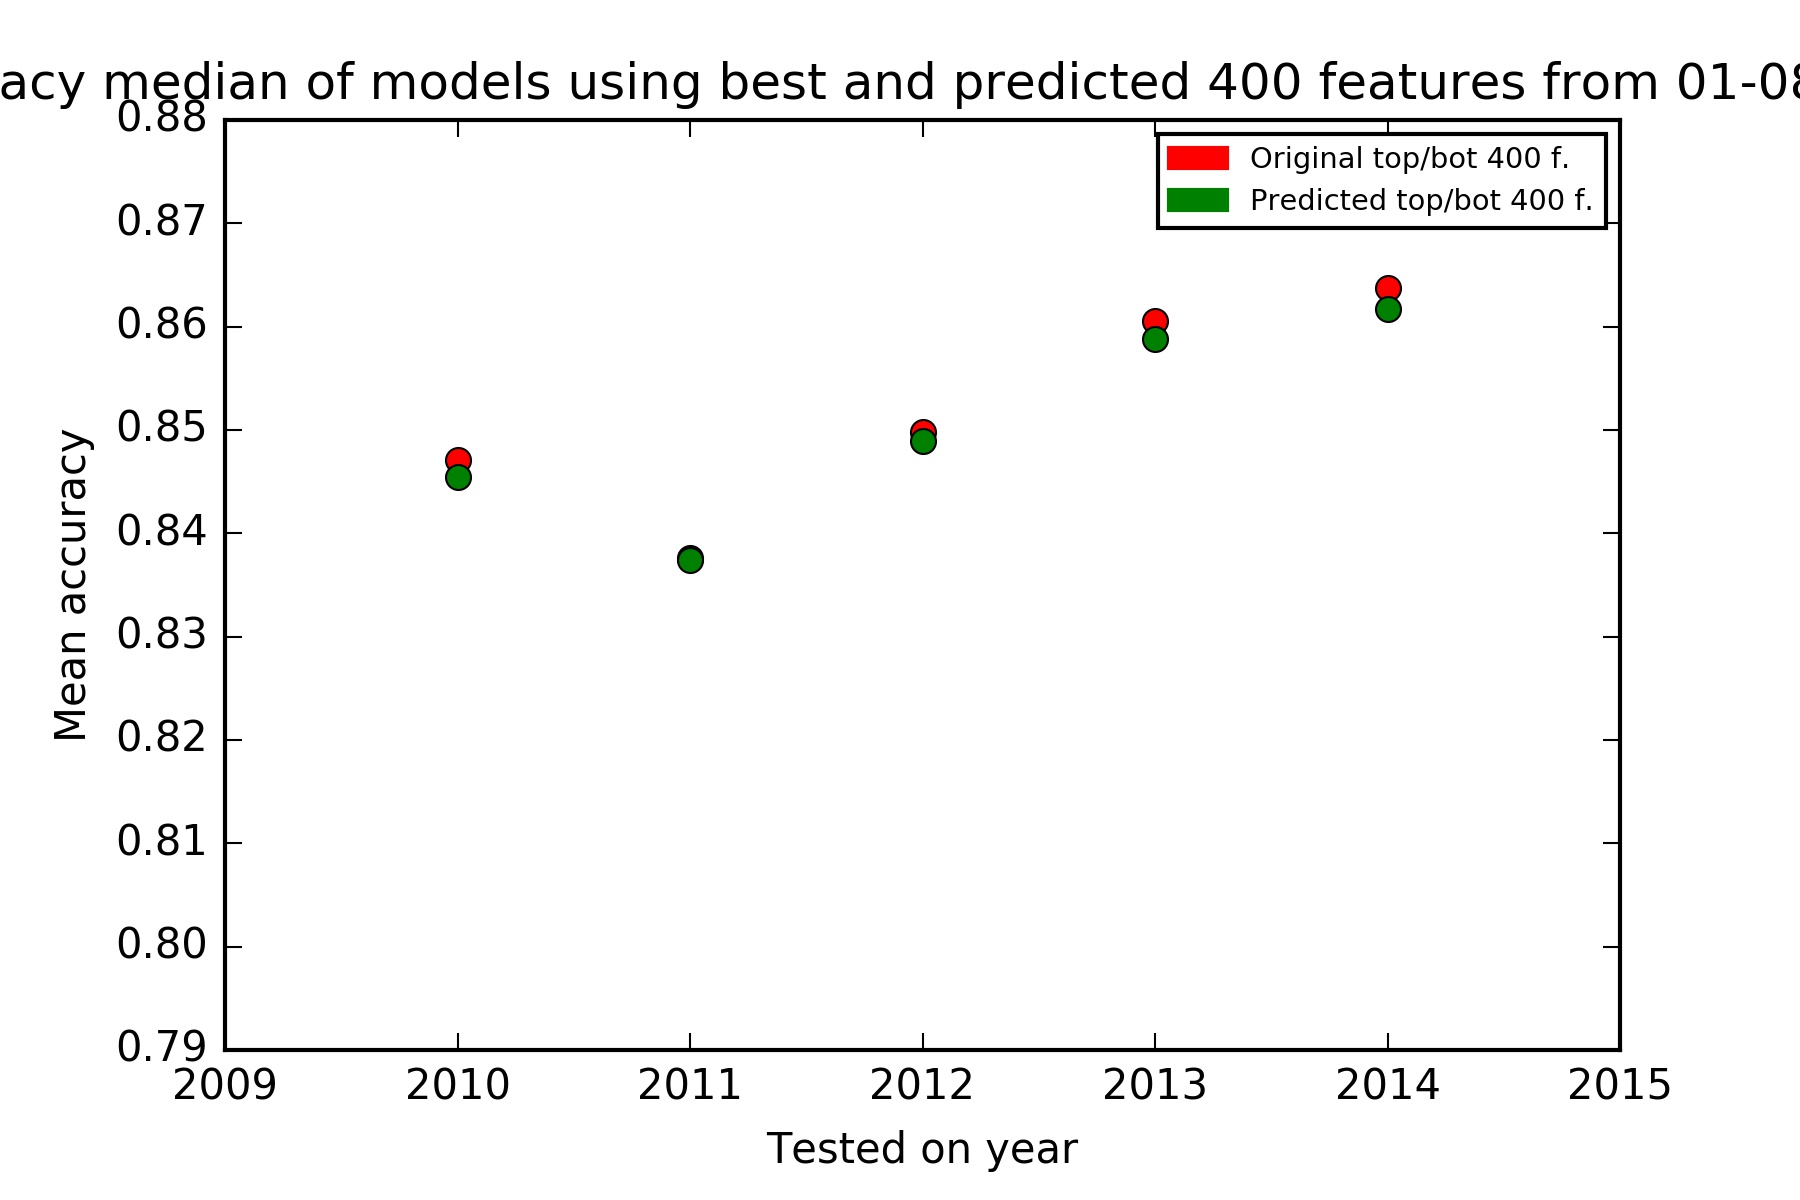 acy median of models using best and predicted 400 features from 01-08
0.88
0.87
0.86
0.85
0.84
0.83
0.82
0.81
0.80
0.79
Mean accuracy
Original top/bot 400 f.
Predicted top/bot 400 f.
2009 2010 2011 2012 2013 2014 2015
Tested on year